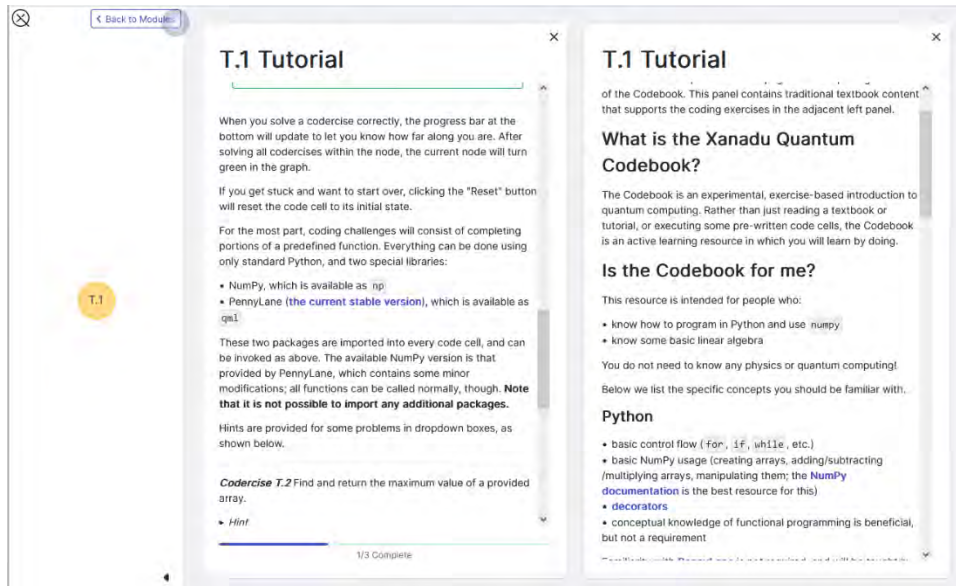 < Back to Modules
T.1
T.1 Tutorial
When you solve a codercise correctly, the progress bar at the
bottom will update to let you know how far along you are. After
solving all codercises within the node, the current node will turn
green in the graph.
If you get stuck and want to start over, clicking the "Reset" button
will reset the code cell to its initial state.
For the most part, coding challenges will consist of completing
portions of a predefined function. Everything can be done using
only standard Python, and two special libraries:
• NumPy, which is available as np
• PennyLane (the current stable version), which is available as
qml
These two packages are imported into every code cell, and can
be invoked as above. The available NumPy version is that
provided by PennyLane, which contains some minor
modifications; all functions can be called normally, though. Note
that it is not possible to import any additional packages.
Hints are provided for some problems in dropdown boxes, as
shown below.
Codercise T.2 Find and return the maximum value of a provided
array.
▸ Hint
1/3 Complete
T.1 Tutorial
of the Codebook. This panel contains traditional textbook content
that supports the coding exercises in the adjacent left panel.
What is the Xanadu Quantum
Codebook?
The Codebook is an experimental, exercise-based introduction to
quantum computing. Rather than just reading a textbook or
tutorial, or executing some pre-written code cells, the Codebook
is an active learning resource in which you will learn by doing.
Is the Codebook for me?
This resource is intended for people who:
• know how to program in Python and use numpy
• know some basic linear algebra
You do not need to know any physics or quantum computing!
Below we list the specific concepts you should be familiar with.
Python
• basic control flow (for, if, while, etc.)
• basic NumPy usage (creating arrays, adding/subtracting
/multiplying arrays, manipulating them; the NumPy
documentation is the best resource for this)
• decorators
• conceptual knowledge of functional programming is beneficial,
but not a requirement